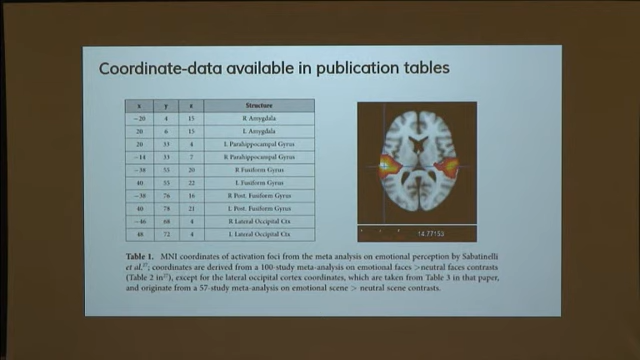 Coordinate-data available in publication tables
x y z Structure
−20 4 15 R Amygdala
20 6 15 L Amygdala
20 33 4 L Parahippocampal Gyrus
−14 33 7 R Parahippocampal Gyrus
−38 55 20 R Fusiform Gyrus
40 55 22 L Fusiform Gyrus
−38 76 16 R Post. Fusiform Gyrus
40 78 21 L Post. Fusiform Gyrus
−46 68 4 R Lateral Occipital Ctx
48 72 4 L Lateral Occipital Ctx
14.77153
Table 1. MNI coordinates of activation foci from the meta analysis on emotional perception by Sabatinelli
et al.; coordinates are derived from a 100-study meta-analysis on emotional faces >neutral faces contrasts
(Table 2 in), except for the lateral occipital cortex coordinates, which are taken from Table 3 in that paper,
and originate from a 57-study meta-analysis on emotional scene > neutral scene contrasts.